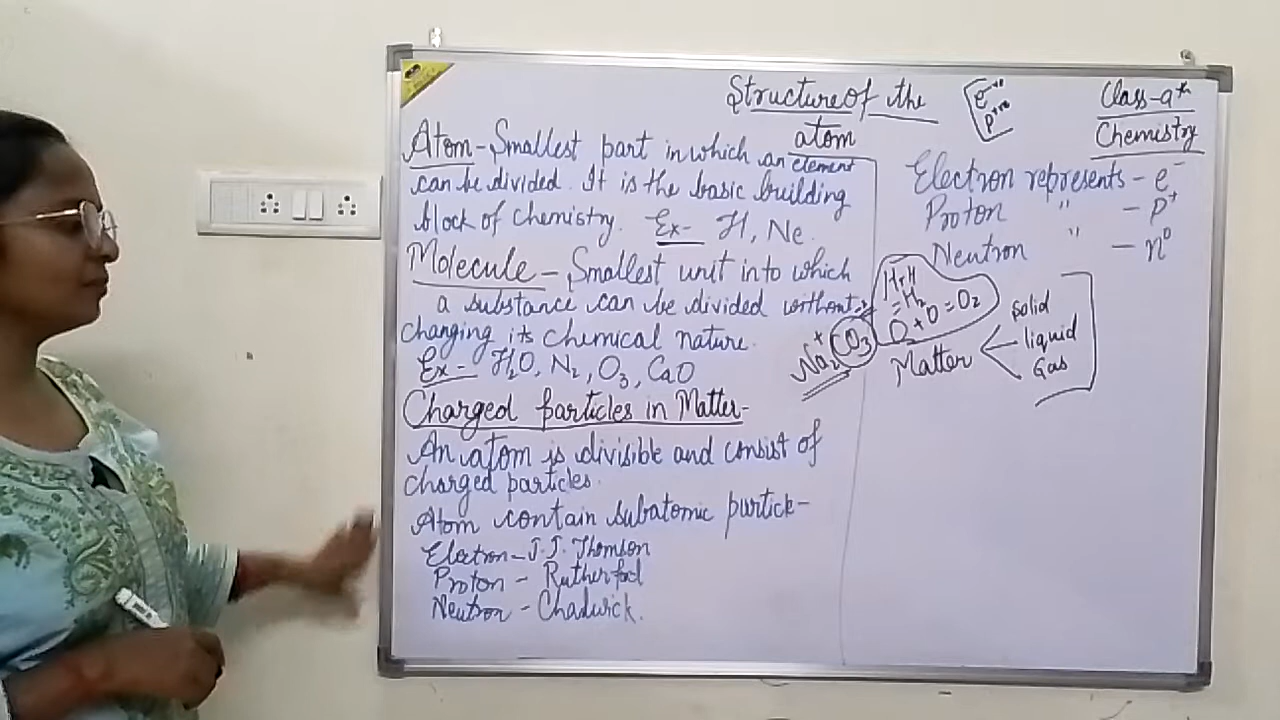 Structure of the
atom
Class-9th
Chemistry
Atom - Smallest part in which an element
can be divided. It is the basic building
block of chemistry. Ex- H, Ne.
Molecule - Smallest unit into which
a substance can be divided without
changing its chemical nature.
Ex- H₂O, N₂, O₃, CaO
Charged particles in Matter-
An atom is divisible and consist of
charged particles.
Atom contain subatomic particle-
Electron - J.J. Thomson
Proton - Rutherford
Neutron - Chadwick.
Electron represents - e⁻
Proton " - p⁺
Neutron " - n⁰
H+H
=H₂
O+O=O₂
Na₂⁺CO₃
Matter
solid
liquid
Gas